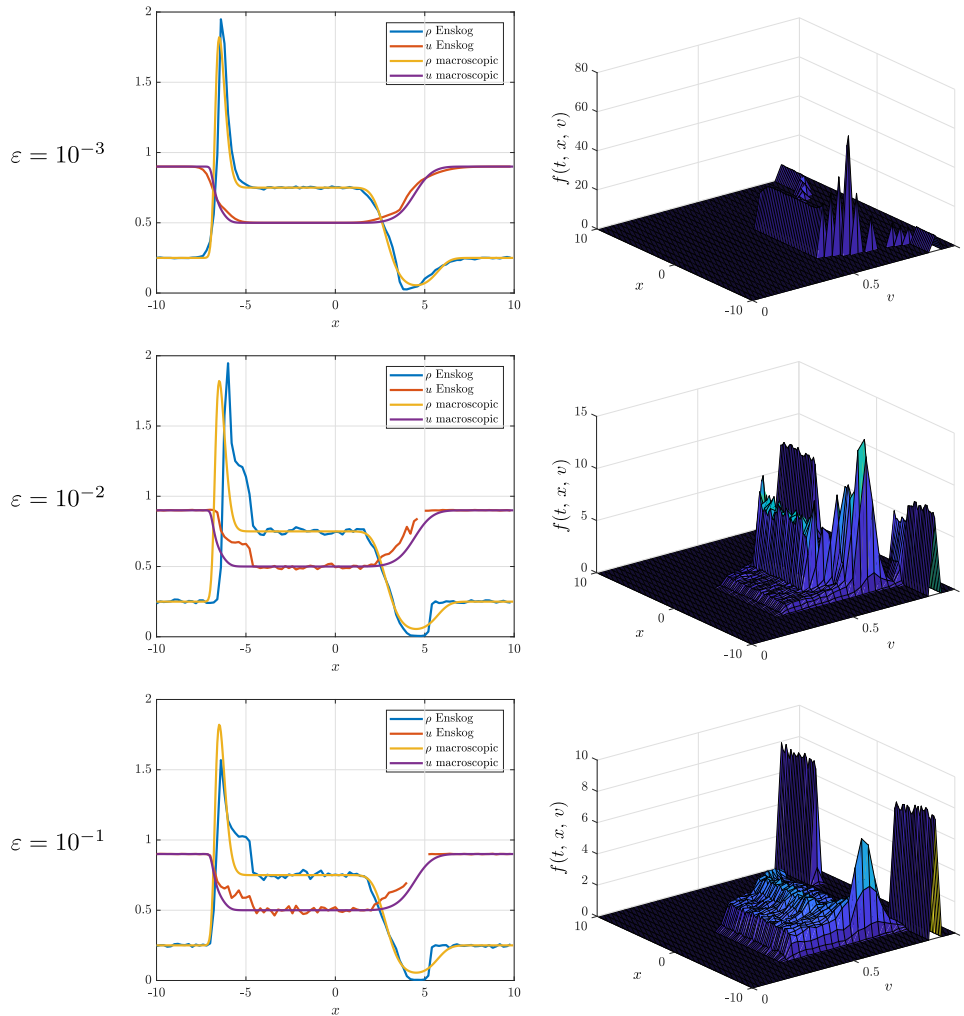 ε = 10⁻³
2
1.5
1
0.5
0
-10
-5
0
5
10
x
ρ Enskog
u Enskog
ρ macroscopic
u macroscopic
80
60
40
20
0
10
0
-10
x
0
0.5
v
f(t, x, v)
ε = 10⁻²
2
1.5
1
0.5
0
-10
-5
0
5
10
x
ρ Enskog
u Enskog
ρ macroscopic
u macroscopic
15
10
5
0
10
0
-10
x
0
0.5
v
f(t, x, v)
ε = 10⁻¹
2
1.5
1
0.5
0
-10
-5
0
5
10
x
ρ Enskog
u Enskog
ρ macroscopic
u macroscopic
10
8
6
4
2
0
10
0
-10
x
0
0.5
v
f(t, x, v)